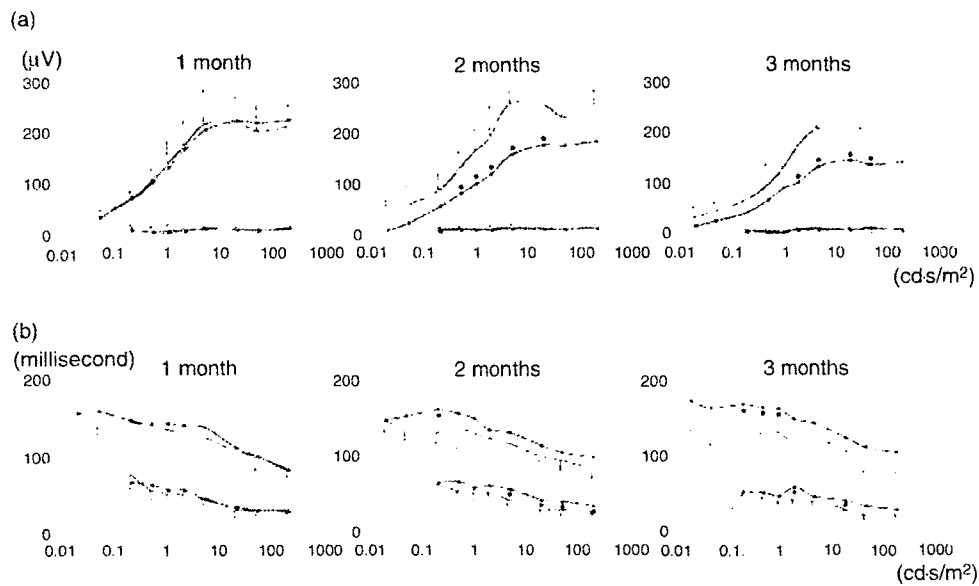 (a)
(µV) 1 month 2 months 3 months
300 300 300
200 200 200
100 100 100
0 0 0
0.01 0.1 1 10 100 1000 0.01 0.1 1 10 100 1000 0.01 0.1 1 10 100 1000
(cd·s/m²)
(b)
(millisecond) 1 month 2 months 3 months
200 200 200
100 100 100
0 0 0
0.01 0.1 1 10 100 1000 0.01 0.1 1 10 100 1000 0.01 0.1. 1 10 100 1000
(cd·s/m²)